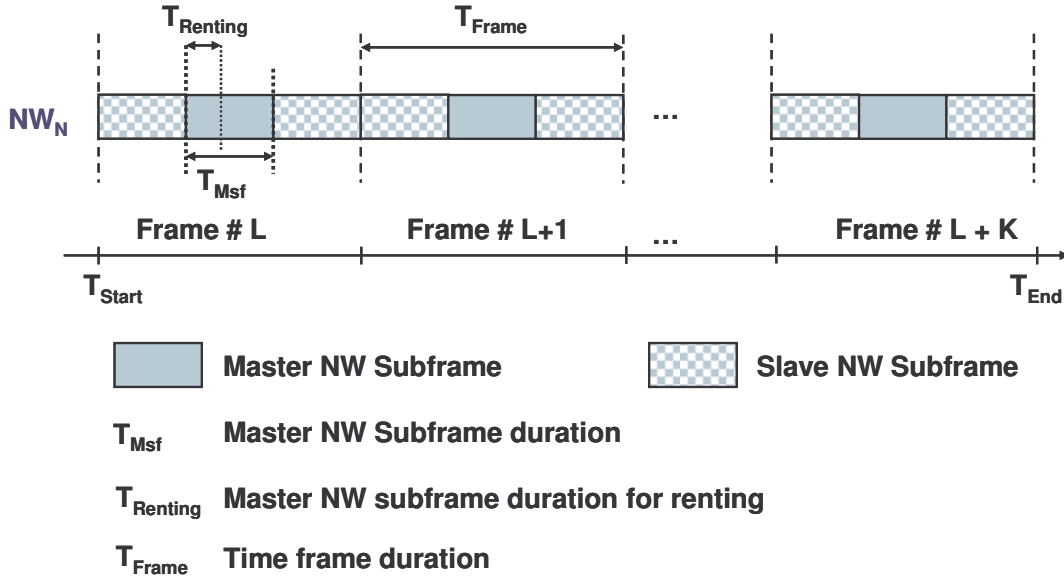 T_Renting
T_Frame
NW_N
...
T_Msf
Frame # L
Frame # L+1
...
Frame # L + K
T_Start
T_End
Master NW Subframe
Slave NW Subframe
T_Msf Master NW Subframe duration
T_Renting Master NW subframe duration for renting
T_Frame Time frame duration